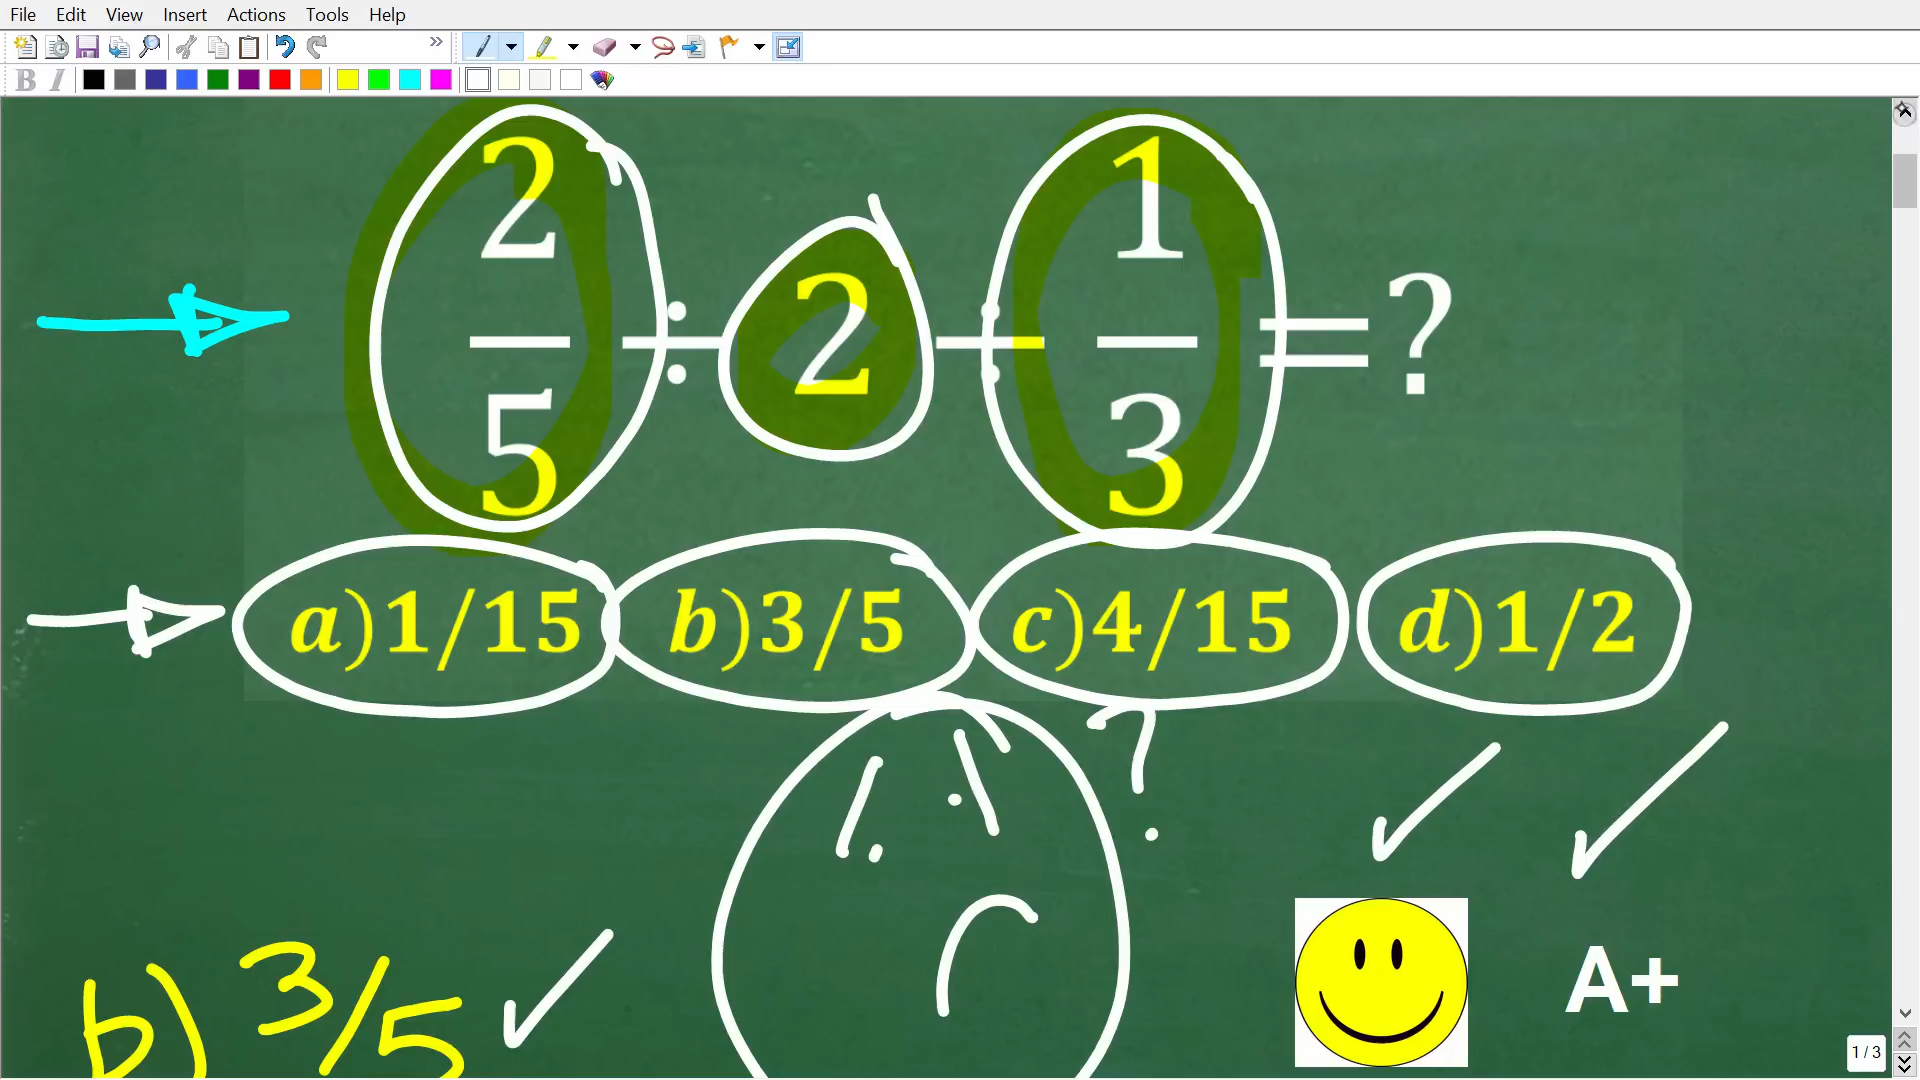 File Edit View Insert Actions Tools Help
B I
2/5 ÷ 2 ÷ 1/3 = ?
a)1/15 b)3/5 c)4/15 d)1/2
?
b) 3/5
A+
1 / 3